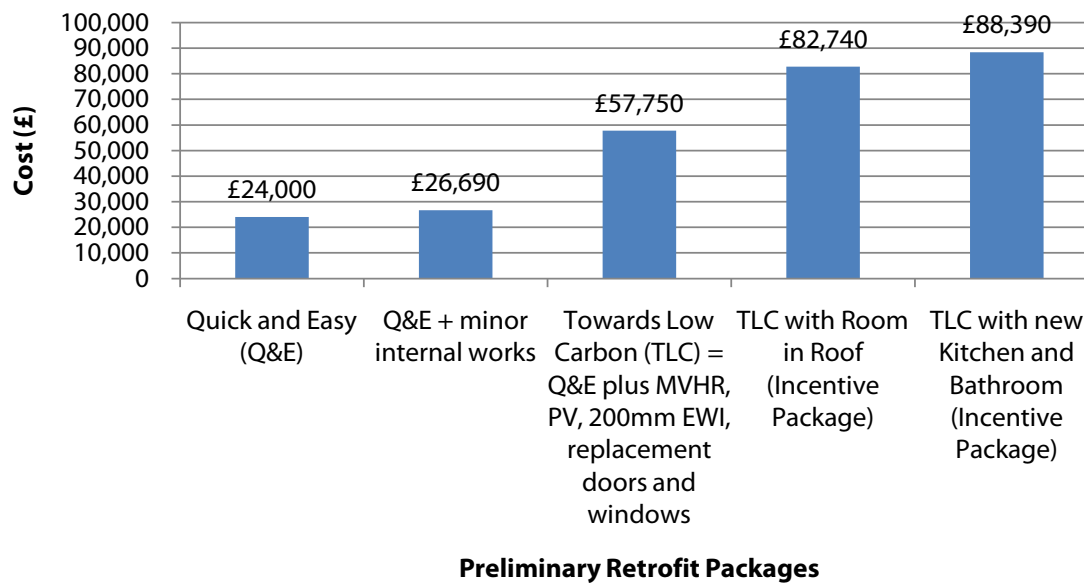 Cost (£)
100,000
90,000
80,000
70,000
60,000
50,000
40,000
30,000
20,000
10,000
0
£24,000
£26,690
£57,750
£82,740
£88,390
Quick and Easy
(Q&E)
Q&E + minor
internal works
Towards Low
Carbon (TLC) =
Q&E plus MVHR,
PV, 200mm EWI,
replacement
doors and
windows
TLC with Room
in Roof
(Incentive
Package)
TLC with new
Kitchen and
Bathroom
(Incentive
Package)
Preliminary Retrofit Packages